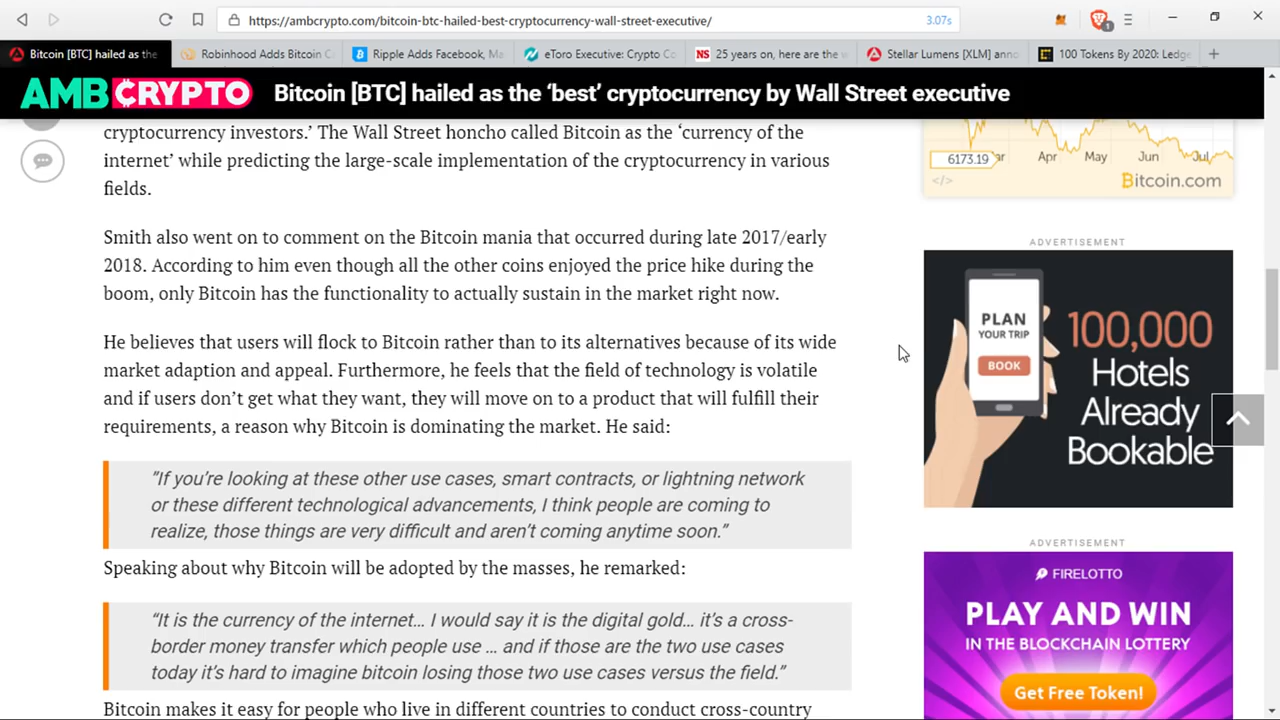 https://ambcrypto.com/bitcoin-btc-hailed-best-cryptocurrency-wall-street-executive/
3.07s
1
Bitcoin [BTC] hailed as the
Robinhood Adds Bitcoin C
Ripple Adds Facebook, Ma
eToro Executive: Crypto Co
NS 25 years on, here are the w
Stellar Lumens [XLM] anno
100 Tokens By 2020: Ledge
AMBCRYPTO Bitcoin [BTC] hailed as the ‘best’ cryptocurrency by Wall Street executive
cryptocurrency investors.’ The Wall Street honcho called Bitcoin as the ‘currency of the
internet’ while predicting the large-scale implementation of the cryptocurrency in various
fields.
Smith also went on to comment on the Bitcoin mania that occurred during late 2017/early
2018. According to him even though all the other coins enjoyed the price hike during the
boom, only Bitcoin has the functionality to actually sustain in the market right now.
He believes that users will flock to Bitcoin rather than to its alternatives because of its wide
market adaption and appeal. Furthermore, he feels that the field of technology is volatile
and if users don’t get what they want, they will move on to a product that will fulfill their
requirements, a reason why Bitcoin is dominating the market. He said:
”If you’re looking at these other use cases, smart contracts, or lightning network
or these different technological advancements, I think people are coming to
realize, those things are very difficult and aren’t coming anytime soon.”
Speaking about why Bitcoin will be adopted by the masses, he remarked:
“It is the currency of the internet… I would say it is the digital gold… it’s a cross-
border money transfer which people use … and if those are the two use cases
today it’s hard to imagine bitcoin losing those two use cases versus the field.”
Bitcoin makes it easy for people who live in different countries to conduct cross-country
6173.19
ar Apr May Jun Jul
</> Bitcoin.com
ADVERTISEMENT
PLAN
YOUR TRIP
BOOK
100,000
Hotels
Already
Bookable
ADVERTISEMENT
FIRELOTTO
PLAY AND WIN
IN THE BLOCKCHAIN LOTTERY
Get Free Token!